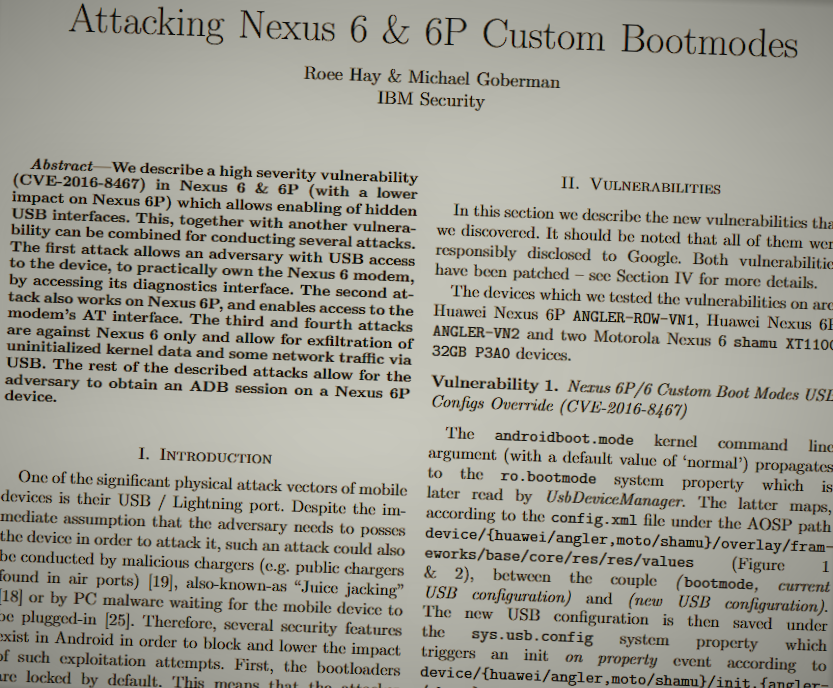 Attacking Nexus 6 & 6P Custom Bootmodes
Roee Hay & Michael Goberman
IBM Security
Abstract—We describe a high severity vulnerability
(CVE-2016-8467) in Nexus 6 & 6P (with a lower
impact on Nexus 6P) which allows enabling of hidden
USB interfaces. This, together with another vulnera-
bility can be combined for conducting several attacks.
The first attack allows an adversary with USB access
to the device, to practically own the Nexus 6 modem,
by accessing its diagnostics interface. The second at-
tack also works on Nexus 6P, and enables access to the
modem's AT interface. The third and fourth attacks
are against Nexus 6 only and allow for exfiltration of
uninitialized kernel data and some network traffic via
USB. The rest of the described attacks allow for the
adversary to obtain an ADB session on a Nexus 6P
device.
I. Introduction
One of the significant physical attack vectors of mobile
devices is their USB / Lightning port. Despite the im-
mediate assumption that the adversary needs to posses
the device in order to attack it, such an attack could also
be conducted by malicious chargers (e.g. public chargers
found in air ports) [19], also-known-as “Juice jacking”
[18] or by PC malware waiting for the mobile device to
be plugged-in [25]. Therefore, several security features
exist in Android in order to block and lower the impact
of such exploitation attempts. First, the bootloaders
are locked by default. This means that the
II. Vulnerabilities
In this section we describe the new vulnerabilities tha
we discovered. It should be noted that all of them wer
responsibly disclosed to Google. Both vulnerabilitie
have been patched – see Section IV for more details.
The devices which we tested the vulnerabilities on are
Huawei Nexus 6P ANGLER-ROW-VN1, Huawei Nexus 6P
ANGLER-VN2 and two Motorola Nexus 6 shamu XT1100
32GB P3A0 devices.
Vulnerability 1. Nexus 6P/6 Custom Boot Modes USB
Configs Override (CVE-2016-8467)
The androidboot.mode kernel command line
argument (with a default value of ‘normal’) propagates
to the ro.bootmode system property which is
later read by UsbDeviceManager. The latter maps,
according to the config.xml file under the AOSP path
device/{huawei/angler,moto/shamu}/overlay/fram-
eworks/base/core/res/res/values (Figure 1
& 2), between the couple (bootmode, current
USB configuration) and (new USB configuration).
The new USB configuration is then saved under
the sys.usb.config system property which
triggers an init on property event according to
device/{huawei/angler,moto/shamu}/init.{angler-